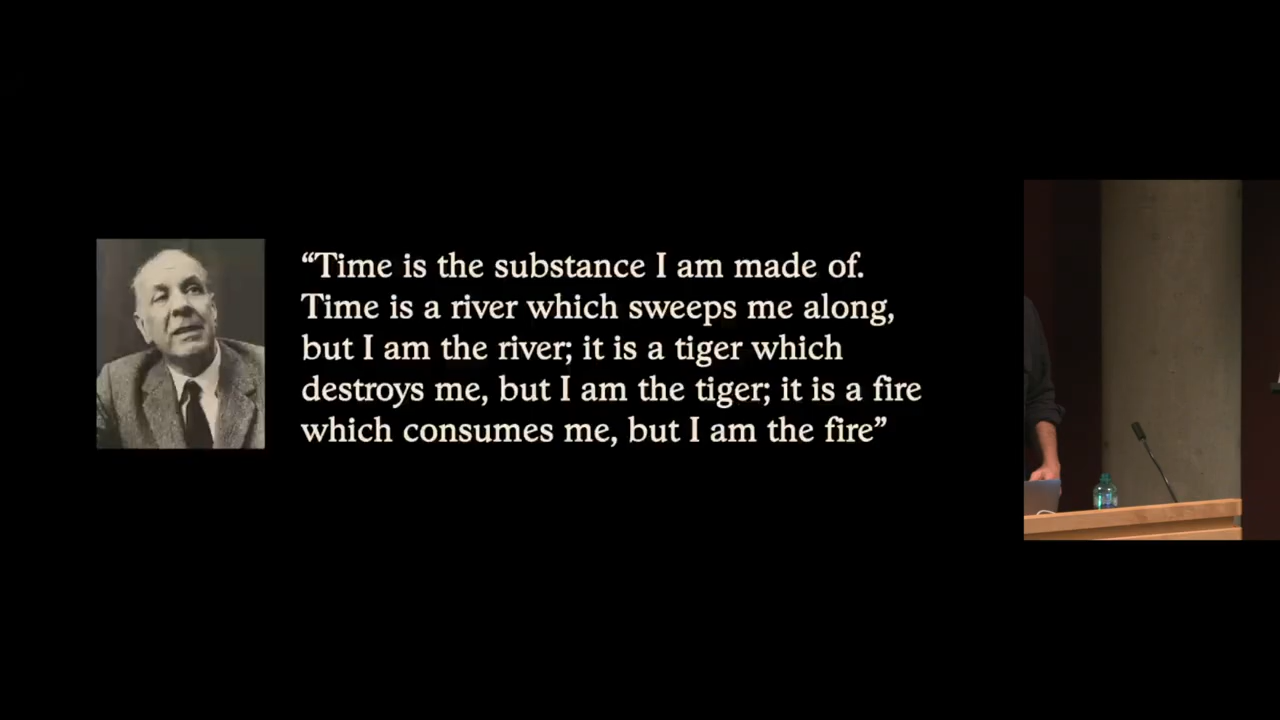 “Time is the substance I am made of.
Time is a river which sweeps me along,
but I am the river; it is a tiger which
destroys me, but I am the tiger; it is a fire
which consumes me, but I am the fire”